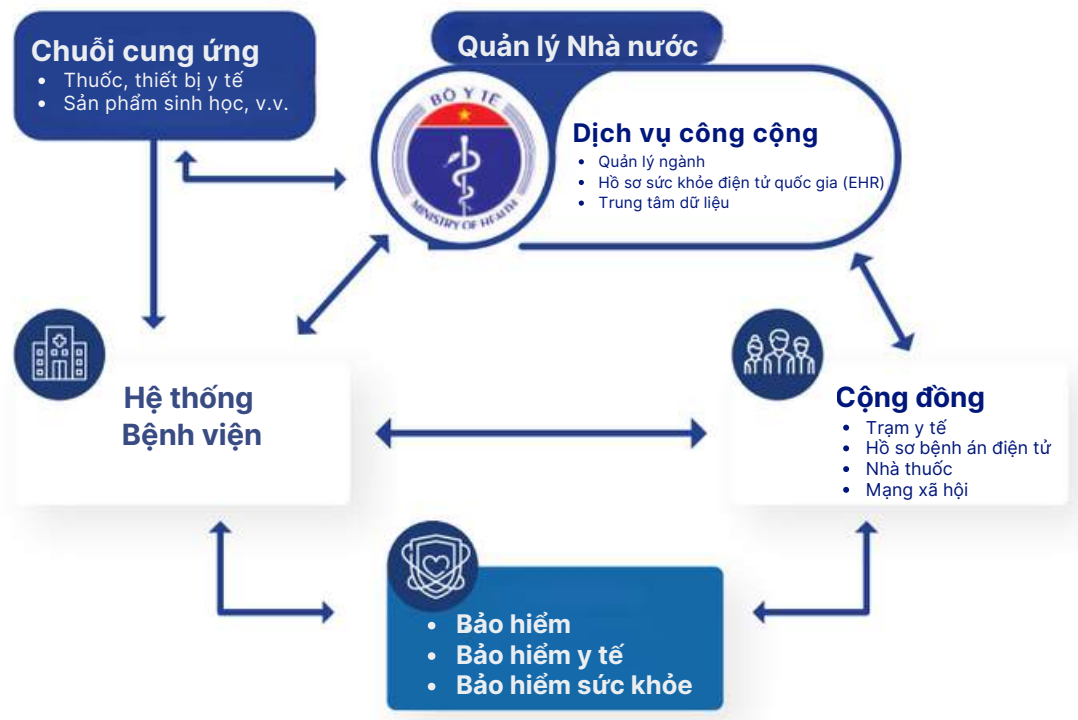 Chuỗi cung ứng
• Thuốc, thiết bị y tế
• Sản phẩm sinh học, v.v.
Quản lý Nhà nước
BỘ Y TẾ
MINISTRY OF HEALTH
Dịch vụ công cộng
• Quản lý ngành
• Hồ sơ sức khỏe điện tử quốc gia (EHR)
• Trung tâm dữ liệu
Hệ thống
Bệnh viện
Cộng đồng
• Trạm y tế
• Hồ sơ bệnh án điện tử
• Nhà thuốc
• Mạng xã hội
• Bảo hiểm
• Bảo hiểm y tế
• Bảo hiểm sức khỏe